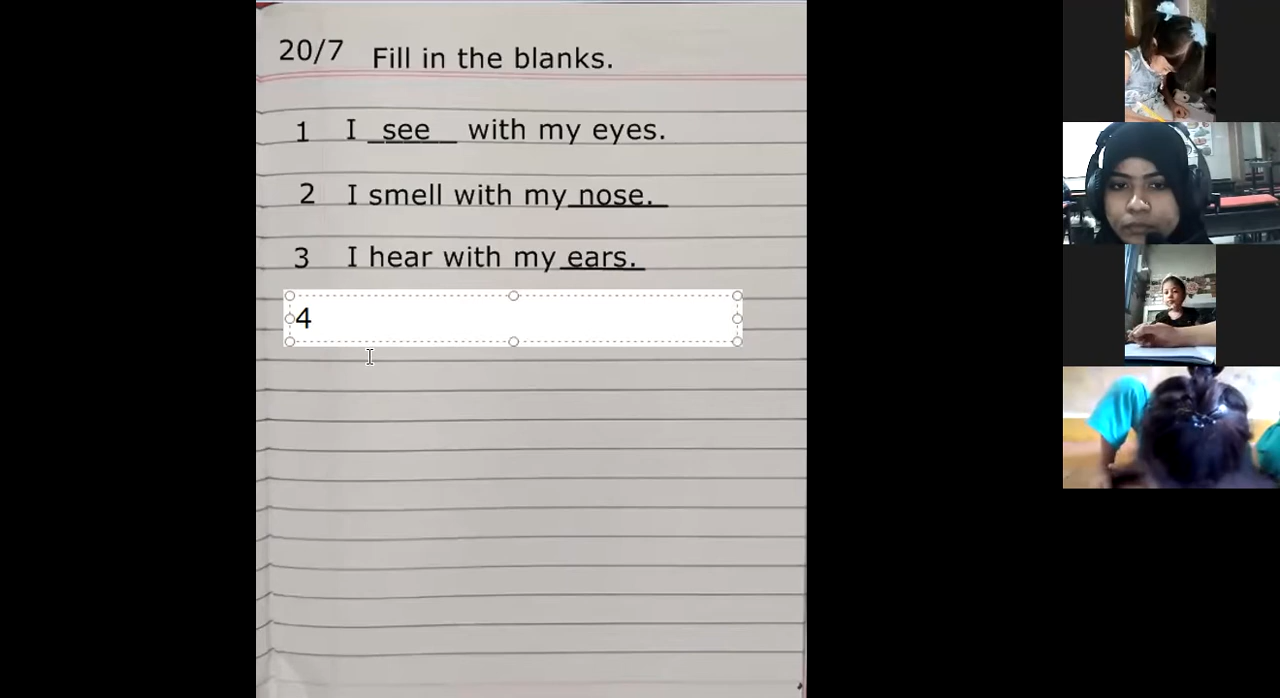 20/7 Fill in the blanks.
1 I see with my eyes.
2 I smell with my nose.
3 I hear with my ears.
4